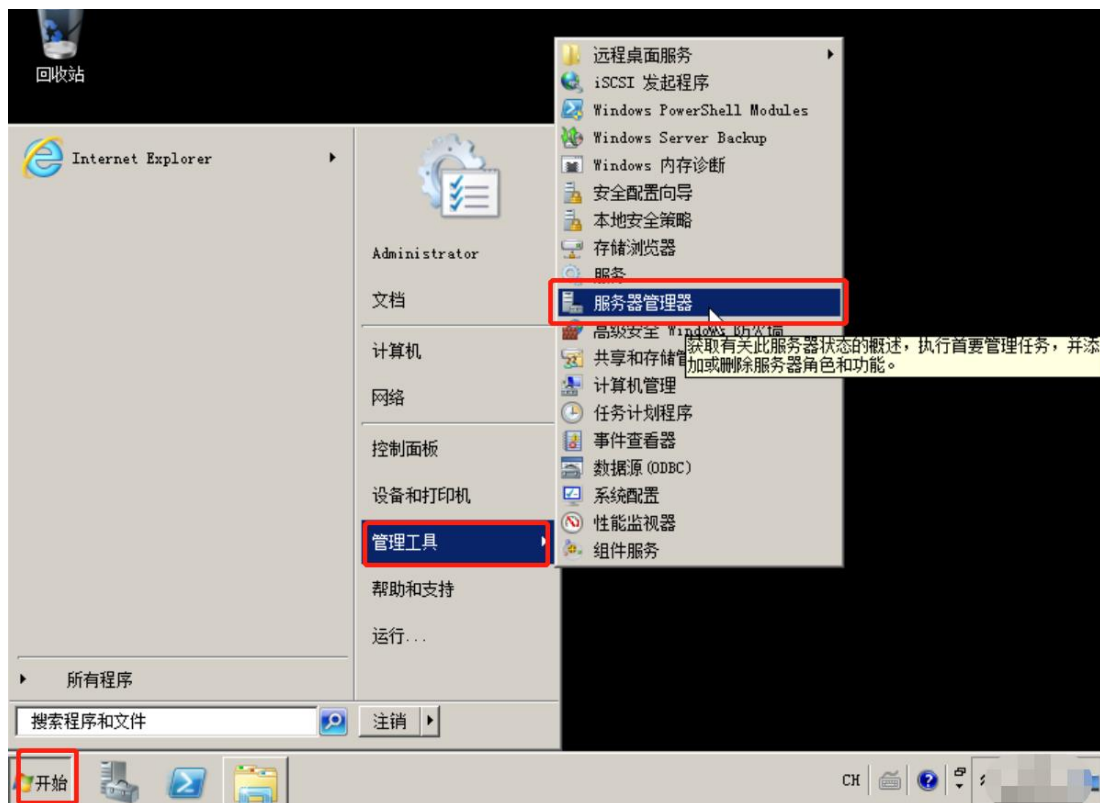 回收站
Internet Explorer
所有程序
搜索程序和文件
Administrator
文档
计算机
网络
控制面板
设备和打印机
管理工具
帮助和支持
运行...
注销
远程桌面服务
iSCSI 发起程序
Windows PowerShell Modules
Windows Server Backup
Windows 内存诊断
安全配置向导
本地安全策略
存储浏览器
服务
服务器管理器
高级安全 Windows 防火墙
共享和存储管
获取有关此服务器状态的概述，执行首要管理任务，并添
加或删除服务器角色和功能。
计算机管理
任务计划程序
事件查看器
数据源(ODBC)
系统配置
性能监视器
组件服务
开始
CH